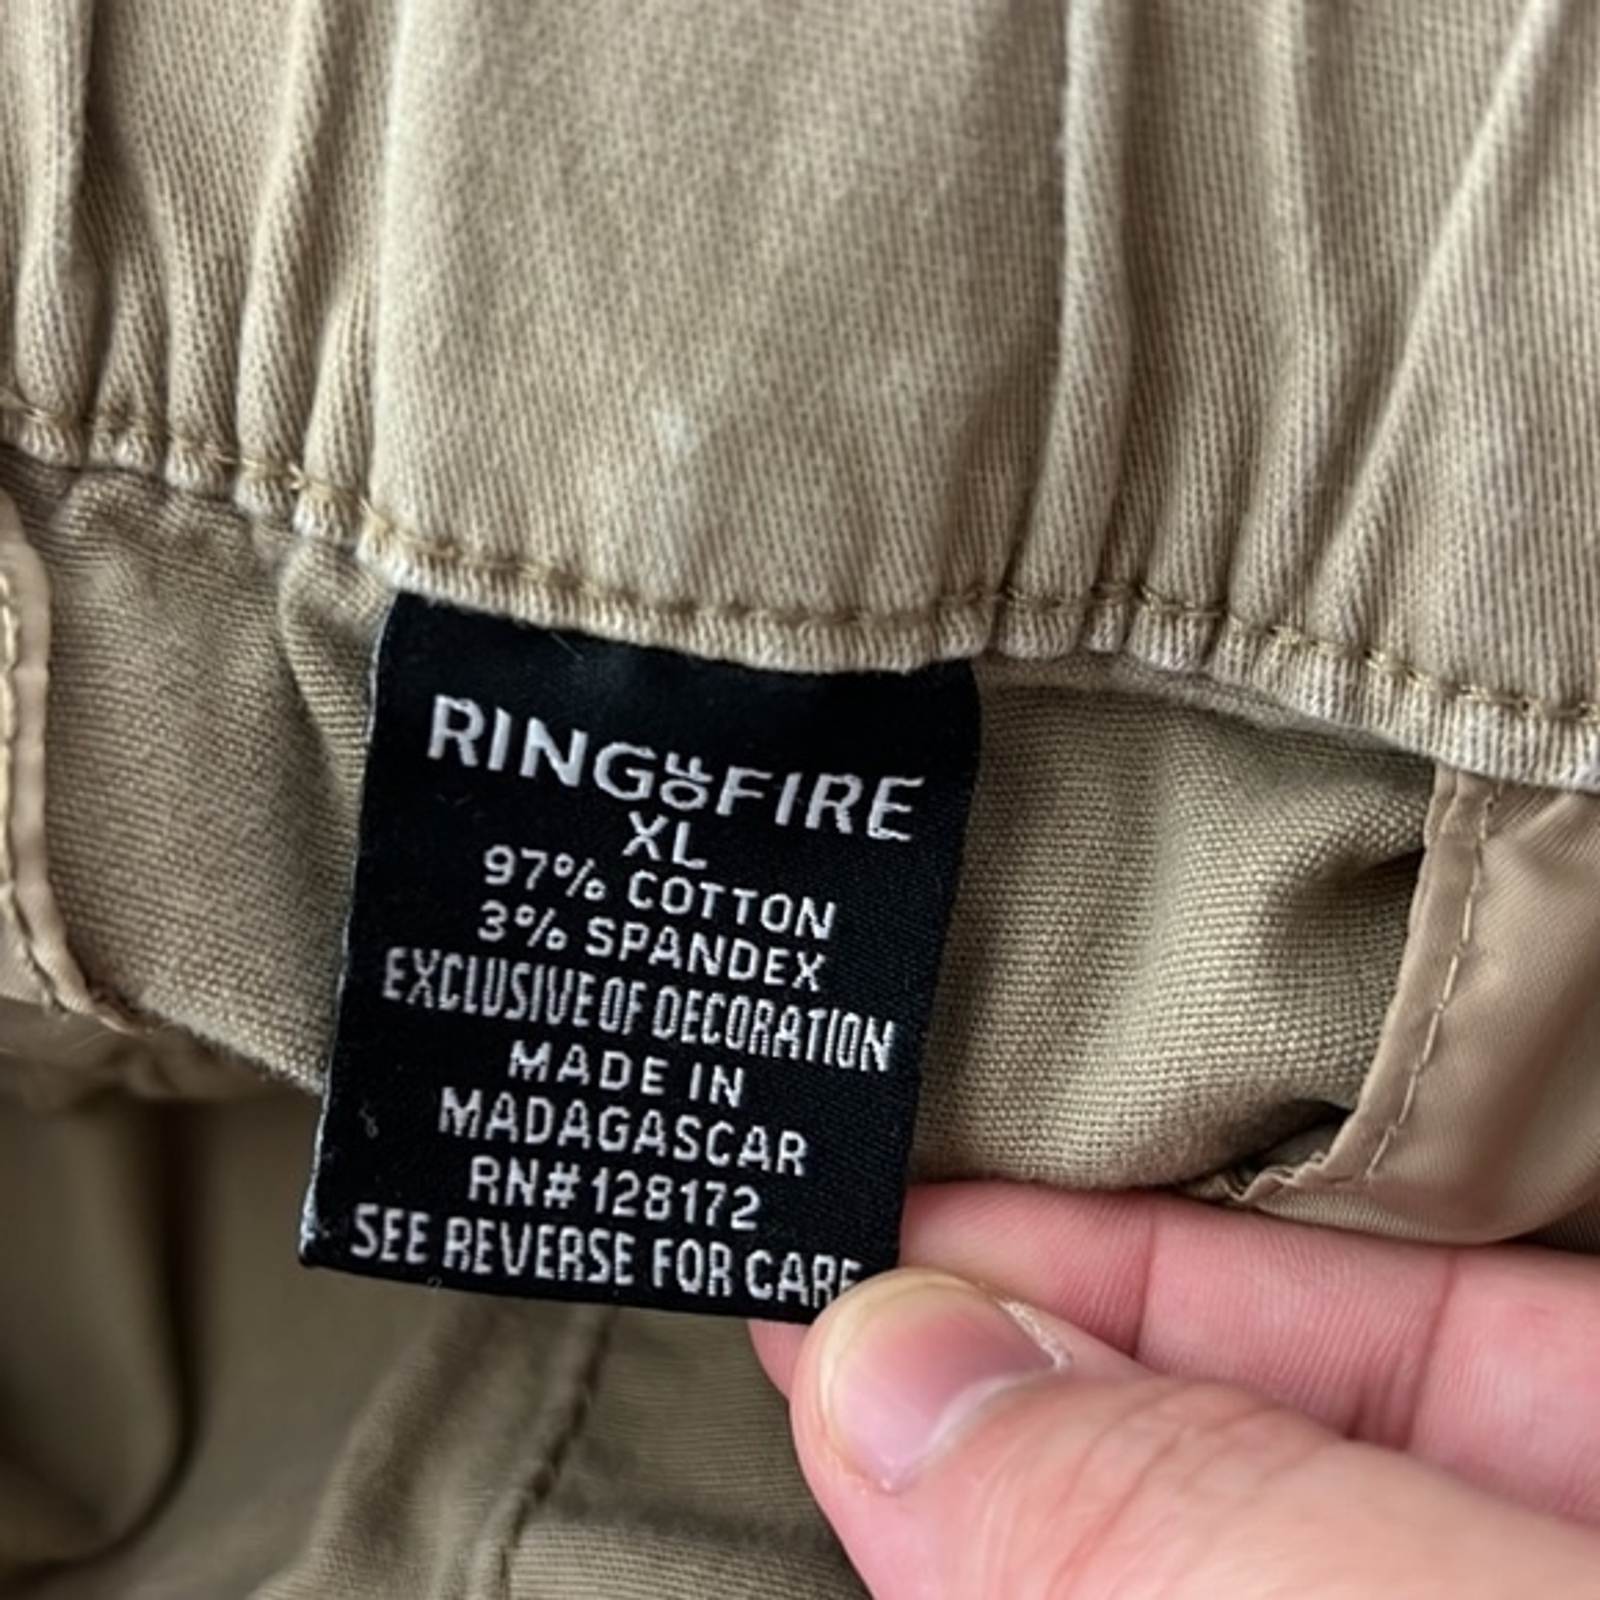 RING OF FIRE
XL
97% COTTON
3% SPANDEX
EXCLUSIVE OF DECORATION
MADE IN
MADAGASCAR
RN# 128172
SEE REVERSE FOR CARE